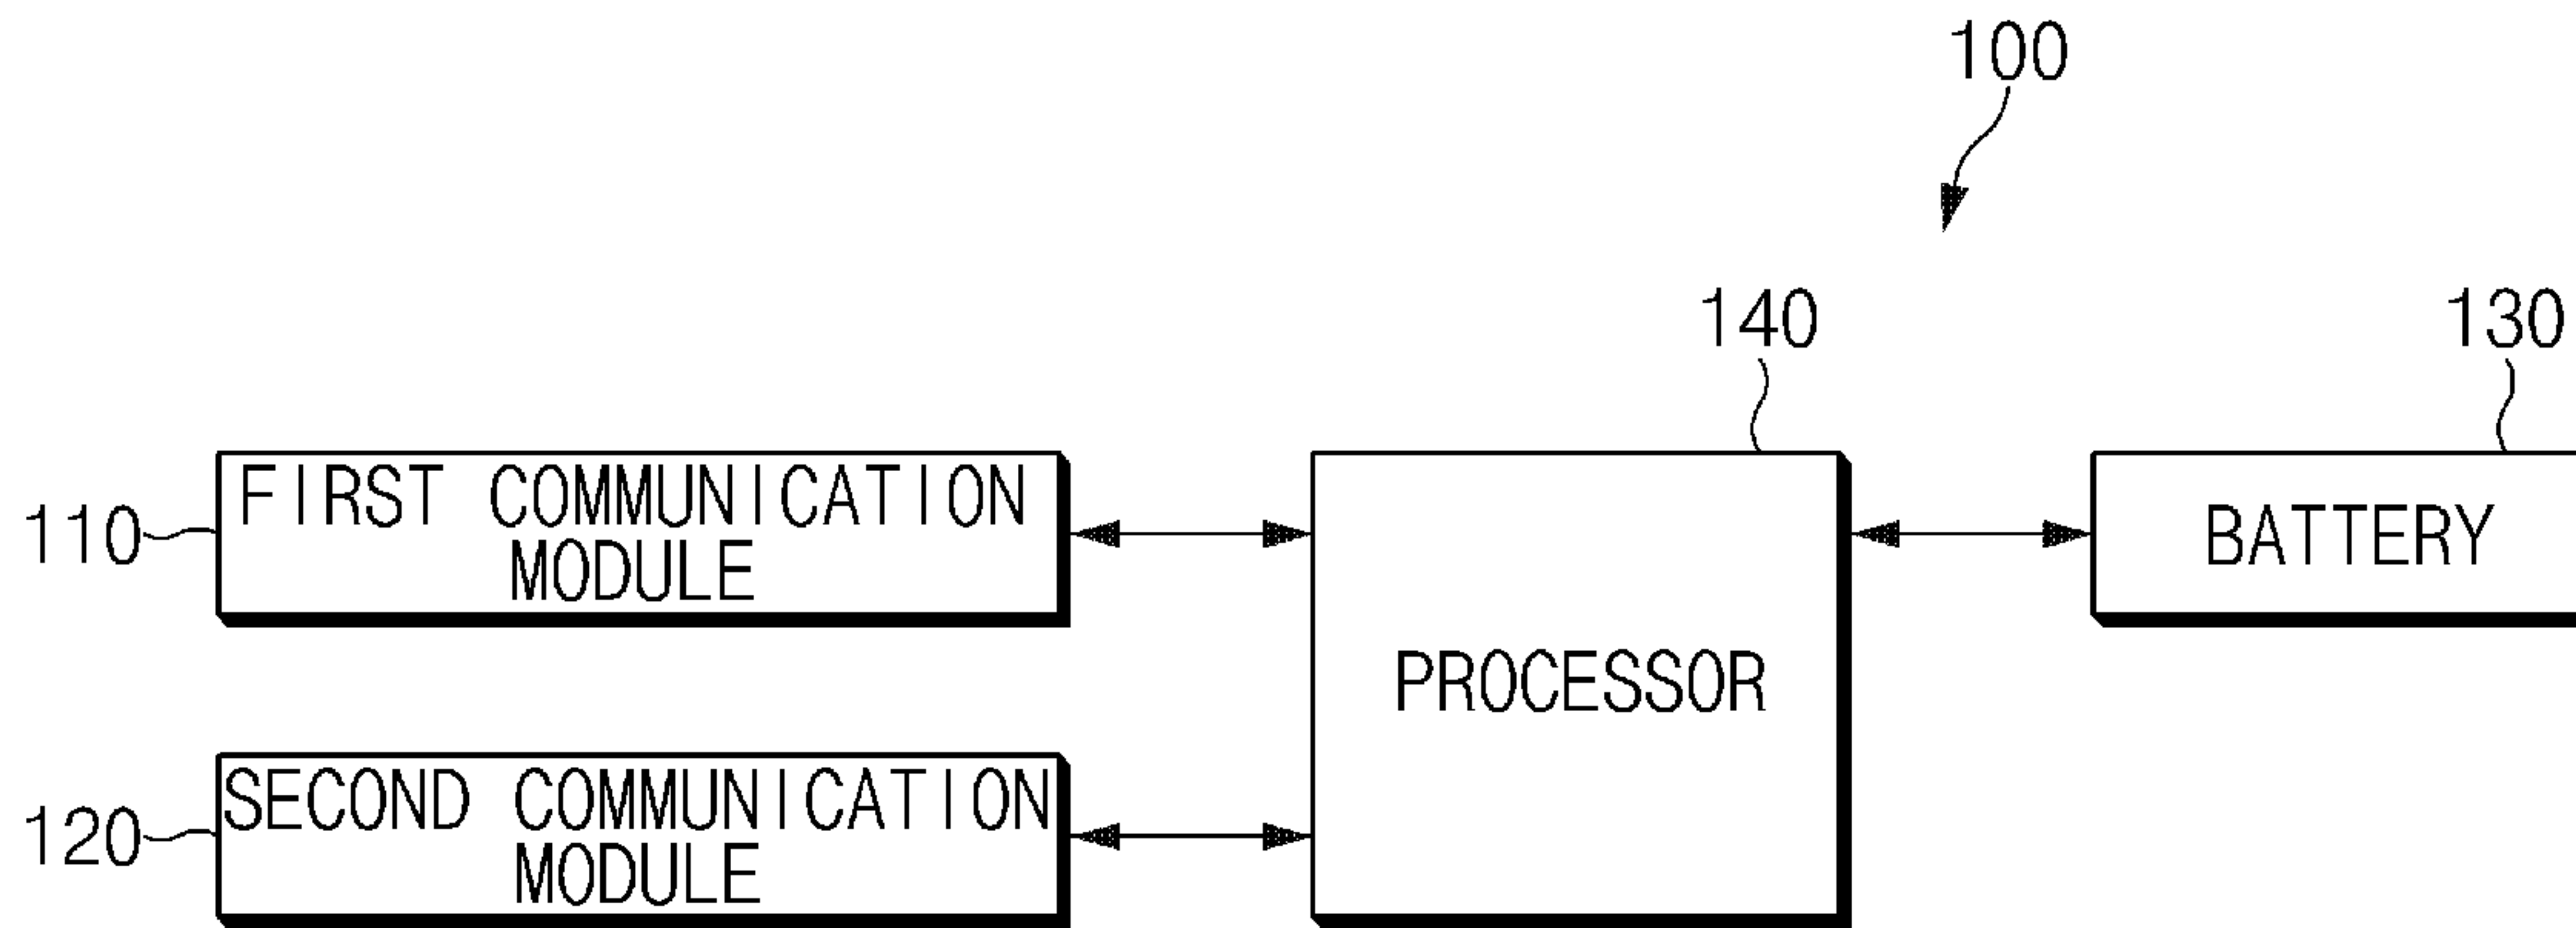 100
140
130
110
FIRST COMMUNICATION
MODULE
PROCESSOR
BATTERY
120
SECOND COMMUNICATION
MODULE